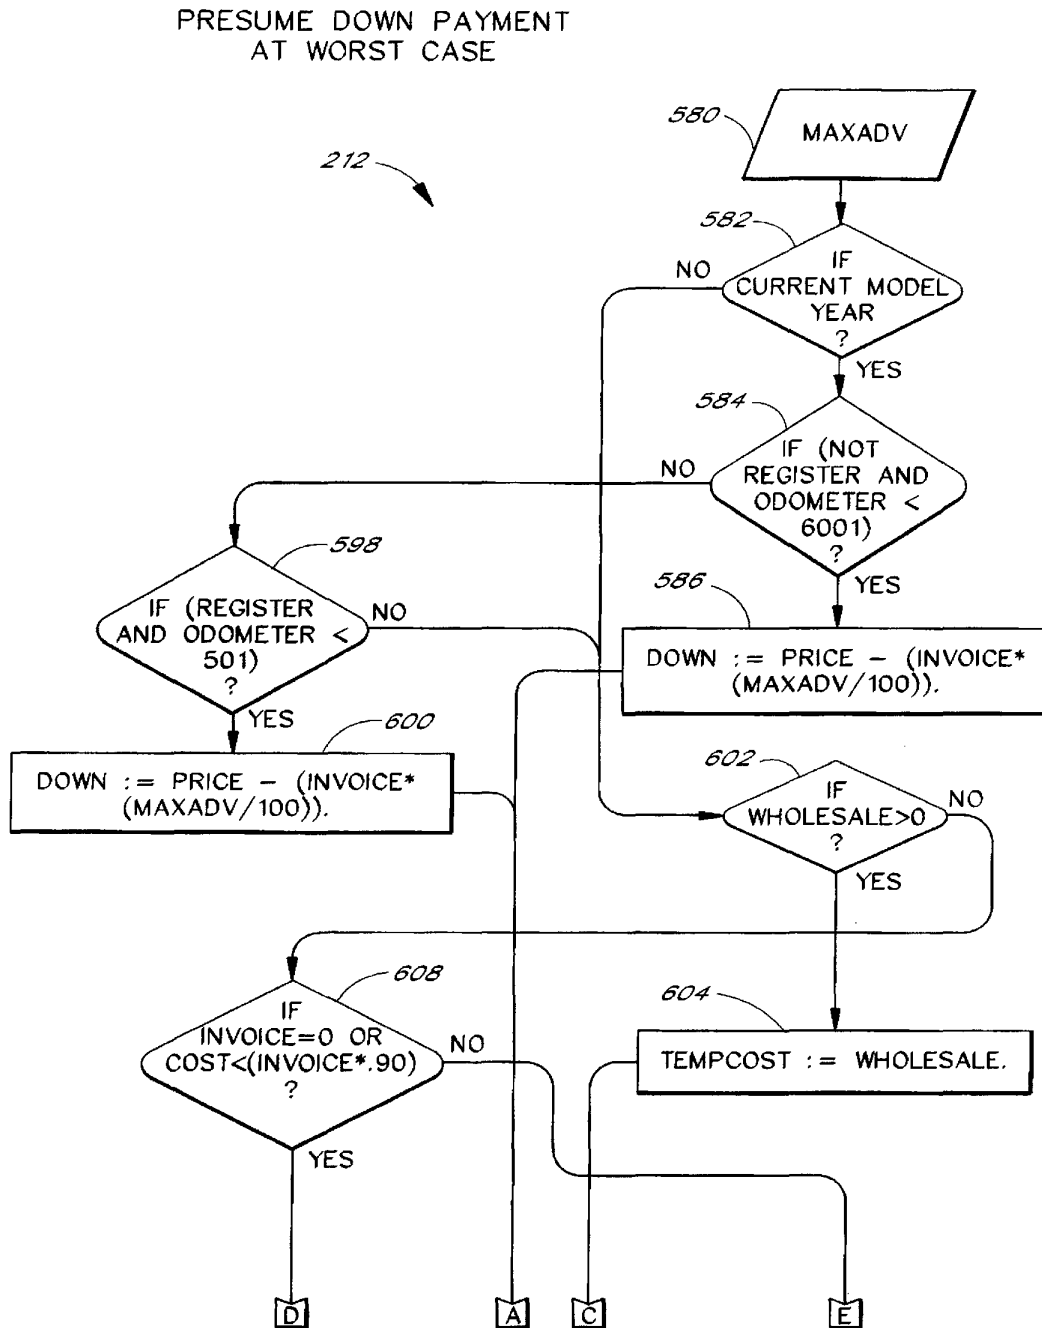 PRESUME DOWN PAYMENT
AT WORST CASE
580
MAXADV
212
582
IF
CURRENT MODEL
YEAR
?
NO
YES
584
IF (NOT
REGISTER AND
ODOMETER <
6001)
?
NO
YES
598
IF (REGISTER
AND ODOMETER <
501)
?
NO
YES
586
DOWN := PRICE – (INVOICE*
(MAXADV/100)).
600
DOWN := PRICE – (INVOICE*
(MAXADV/100)).
602
IF
WHOLESALE>0
?
NO
YES
608
IF
INVOICE=0 OR
COST<(INVOICE*.90)
?
NO
YES
604
TEMPCOST := WHOLESALE.
D
A
C
E